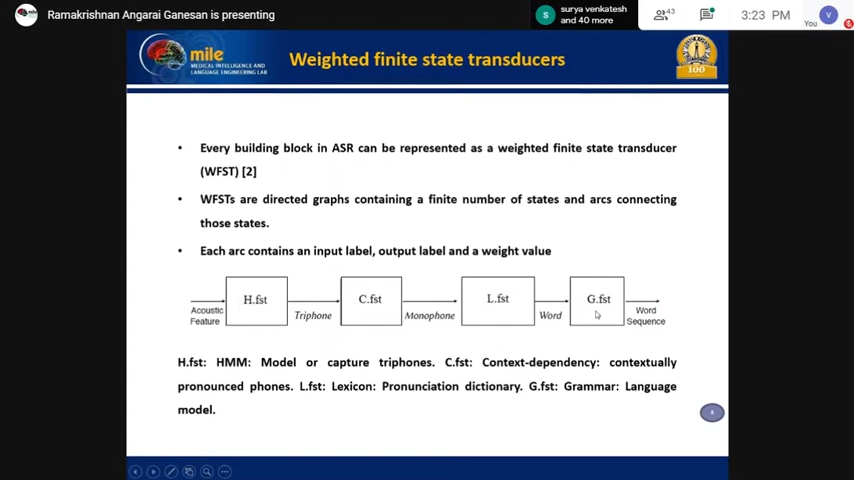 Ramakrishnan Angarai Ganesan is presenting
S
surya venkatesh
and 40 more
43
3:23 PM
You
V
mile
MEDICAL INTELLIGENCE AND
LANGUAGE ENGINEERING LAB
Weighted finite state transducers
100
• Every building block in ASR can be represented as a weighted finite state transducer
(WFST) [2]
• WFSTs are directed graphs containing a finite number of states and arcs connecting
those states.
• Each arc contains an input label, output label and a weight value
Acoustic
Feature
H.fst
Triphone
C.fst
Monophone
L.fst
Word
G.fst
Word
Sequence
H.fst: HMM: Model or capture triphones. C.fst: Context-dependency: contextually
pronounced phones. L.fst: Lexicon: Pronunciation dictionary. G.fst: Grammar: Language
model.